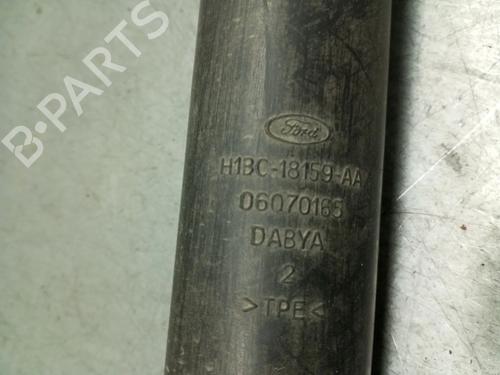 B-PARTS
Ford
H1BC-18159-AA
06070165
DABYA
2
>TPE<